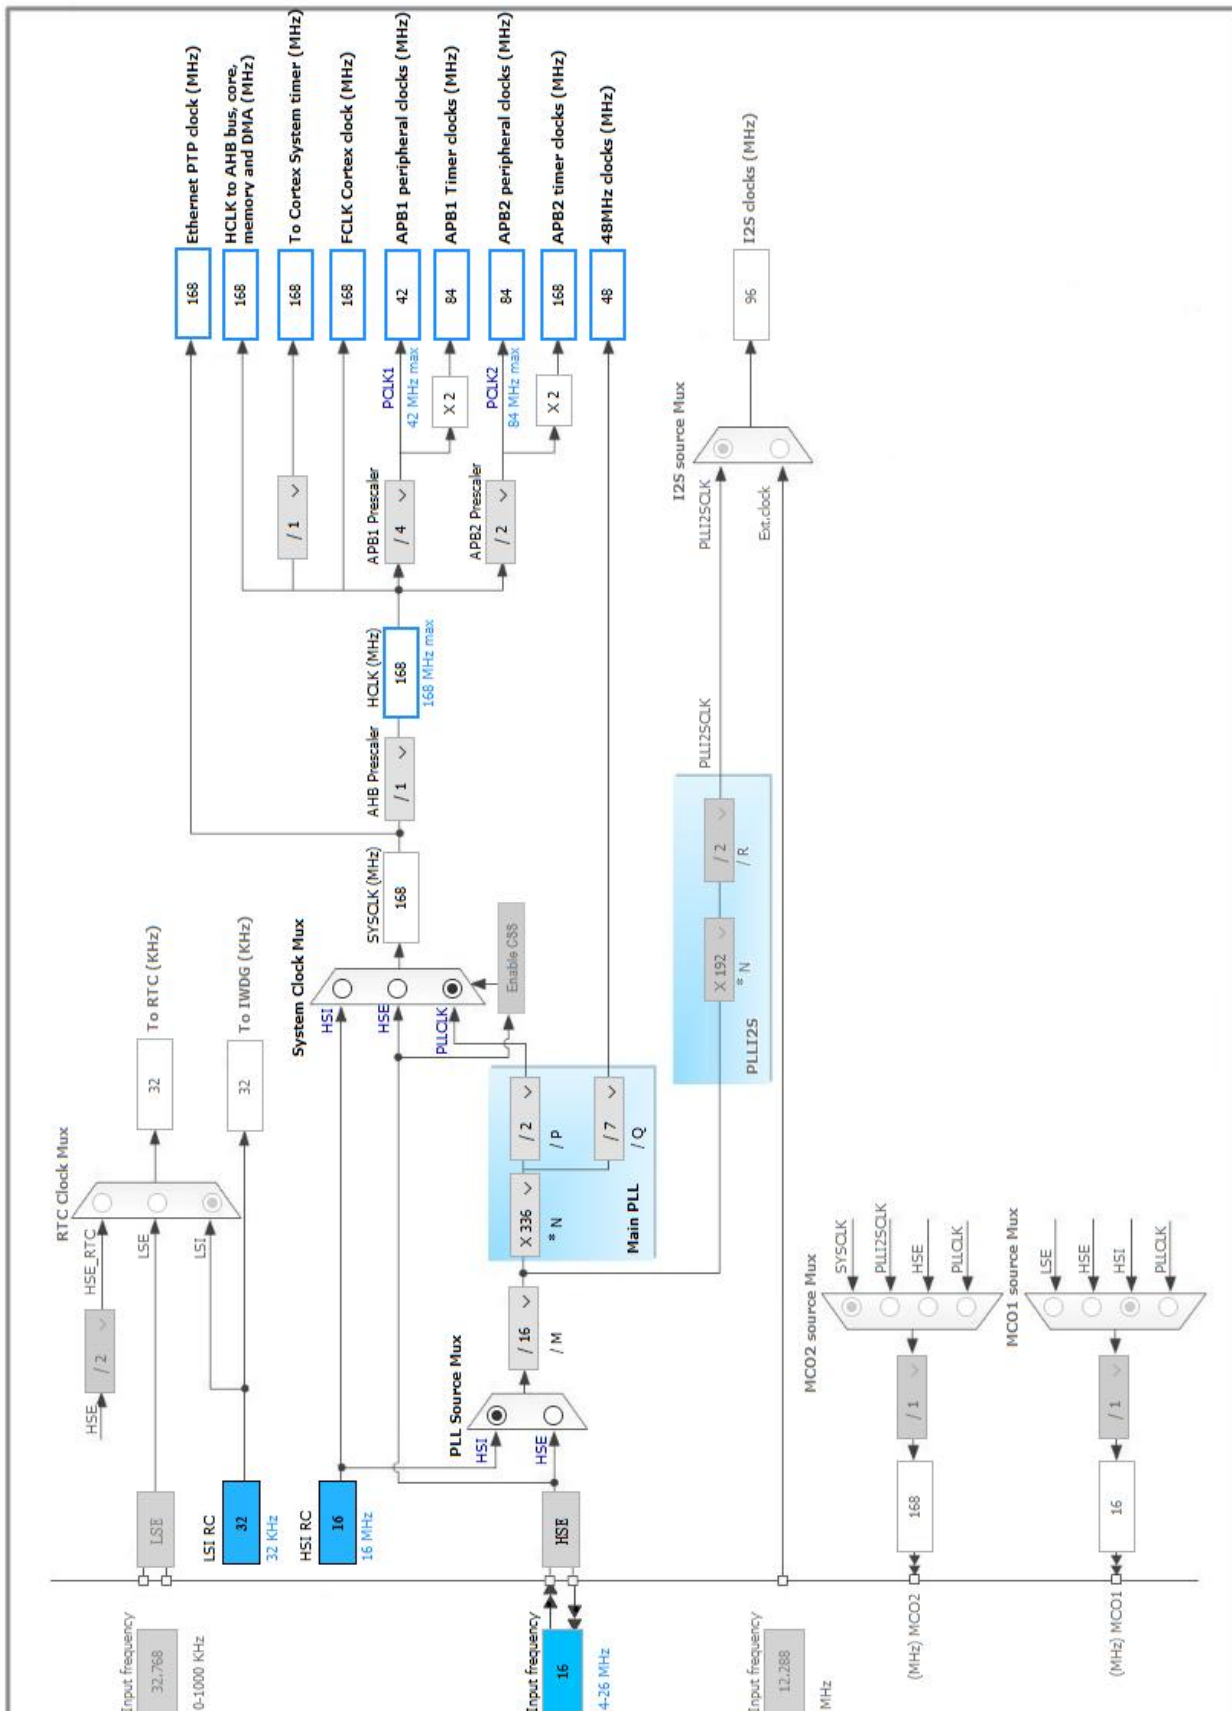 Input frequency
32.768
0-1000 KHz
LSE
HSE
/ 2
HSE_RTC
LSE
LSI
RTC Clock Mux
32
To RTC (KHz)
LSI RC
32
32 KHz
32
To IWDG (KHz)
HSI RC
16
16 MHz
Input frequency
16
4-26 MHz
HSE
PLL Source Mux
HSI
HSE
/ 16
/ M
X 336
* N
/ 2
/ P
/ 7
/ Q
Main PLL
System Clock Mux
HSI
HSE
PLLCLK
Enable CSS
SYSCLK (MHz)
168
AHB Prescaler
/ 1
HCLK (MHz)
168
168 MHz max
/ 1
APB1 Prescaler
/ 4
APB2 Prescaler
/ 2
PCLK1
42 MHz max
X 2
PCLK2
84 MHz max
X 2
168
Ethernet PTP clock (MHz)
168
HCLK to AHB bus, core,
memory and DMA (MHz)
168
To Cortex System timer (MHz)
168
FCLK Cortex clock (MHz)
42
APB1 peripheral clocks (MHz)
84
APB1 Timer clocks (MHz)
84
APB2 peripheral clocks (MHz)
168
APB2 timer clocks (MHz)
48
48MHz clocks (MHz)
PLLI2S
X 192
* N
/ 2
/ R
PLLI2SCLK
PLLI2SCLK
Ext.clock
I2S source Mux
96
I2S clocks (MHz)
Input frequency
12.288
MHz
MCO2 source Mux
SYSCLK
PLLI2SCLK
HSE
PLLCLK
/ 1
168
(MHz) MCO2
MCO1 source Mux
LSE
HSE
HSI
PLLCLK
/ 1
16
(MHz) MCO1